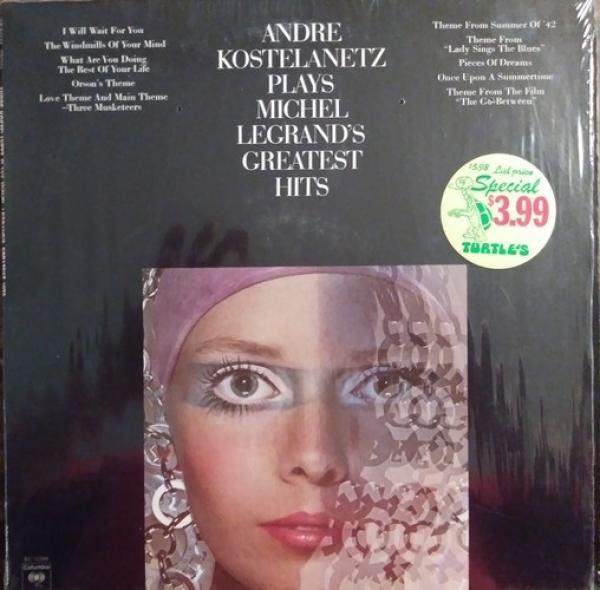 I Will Wait For You
The Windmills Of Your Mind
What Are You Doing
The Best Of Your Life
Orson's Theme
Love Theme And Main Theme
—Three Musketeers
ANDRE
KOSTELANETZ
PLAYS
MICHEL
LEGRAND'S
GREATEST
HITS
Theme From Summer Of '42
Theme From
"Lady Sings The Blues"
Pieces Of Dreams
Once Upon A Summertime
Theme From The Film
"The Go-Between"
$5.98 List price
Special
$3.99
TURTLE'S
Columbia